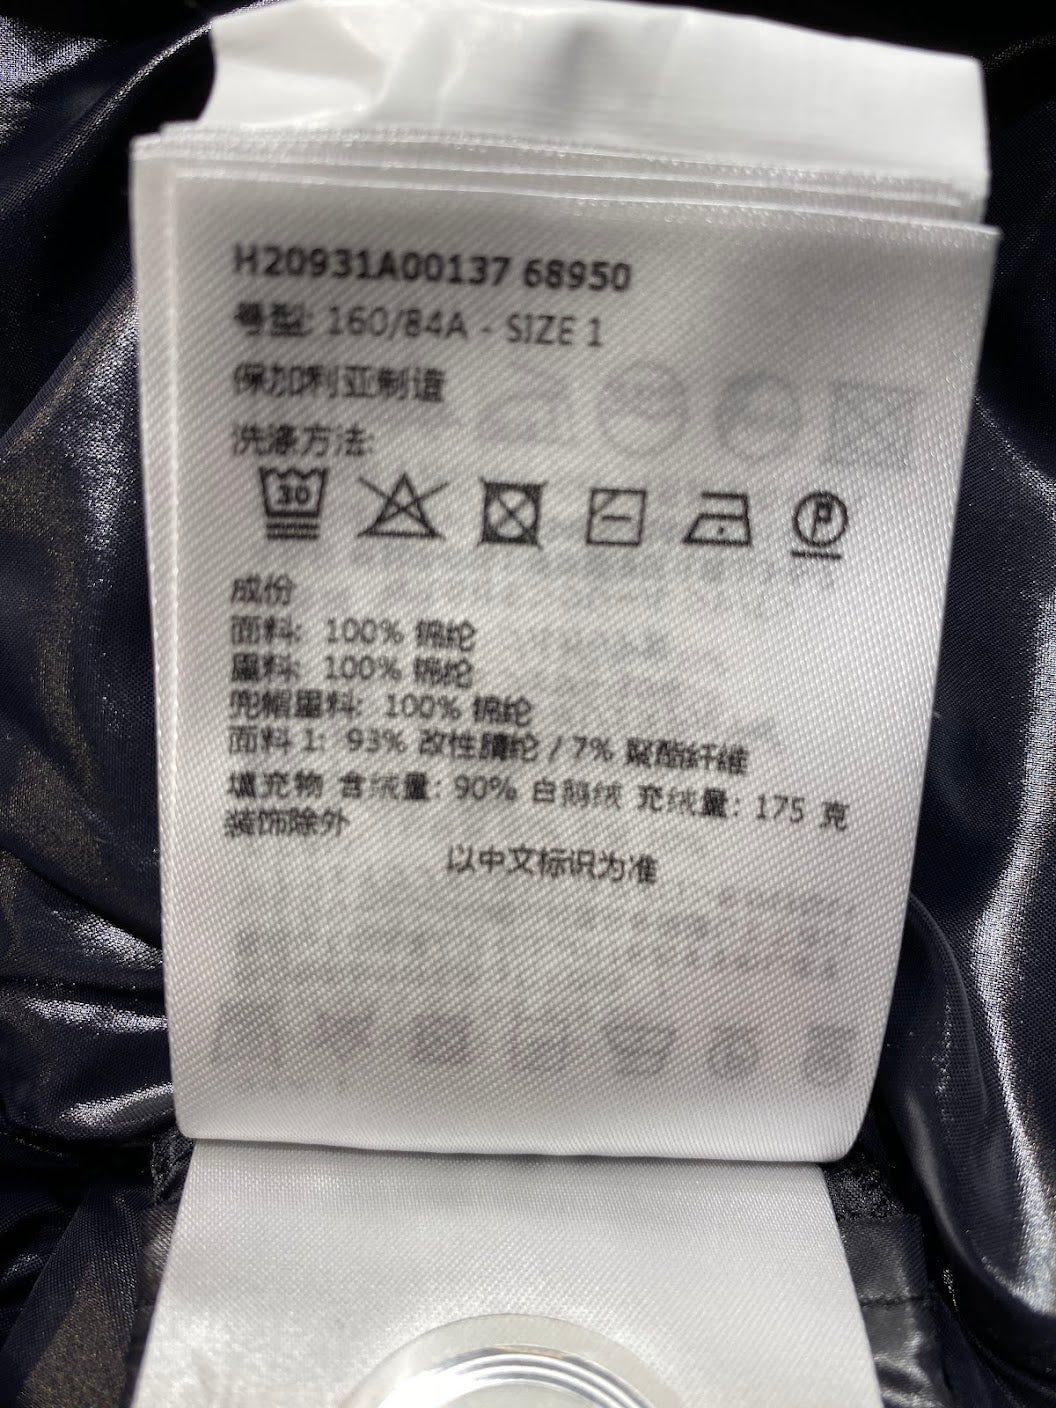 H20931A00137 68950
号型: 160/84A - SIZE 1
保加利亚制造
洗涤方法:
30
P
成份
面料: 100% 锦纶
里料: 100% 锦纶
兜帽里料: 100% 锦纶
面料 1: 93% 改性腈纶 / 7% 聚酯纤维
填充物 含绒量: 90% 白鹅绒 充绒量: 175 克
装饰除外
以中文标识为准